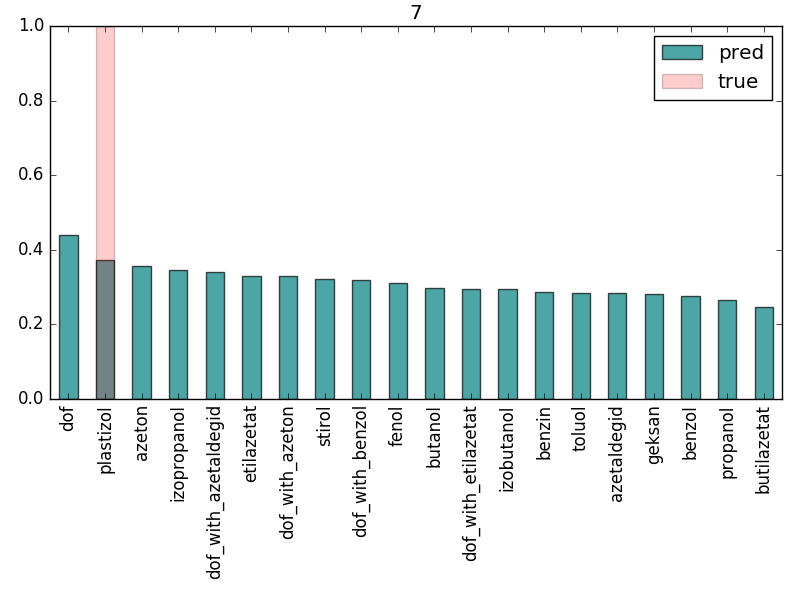 7
1.0
0.8
0.6
0.4
0.2
0.0
pred
true
dof
plastizol
azeton
izopropanol
dof_with_azetaldegid
etilazetat
dof_with_azeton
stirol
dof_with_benzol
fenol
butanol
dof_with_etilazetat
izobutanol
benzin
toluol
azetaldegid
geksan
benzol
propanol
butilazetat